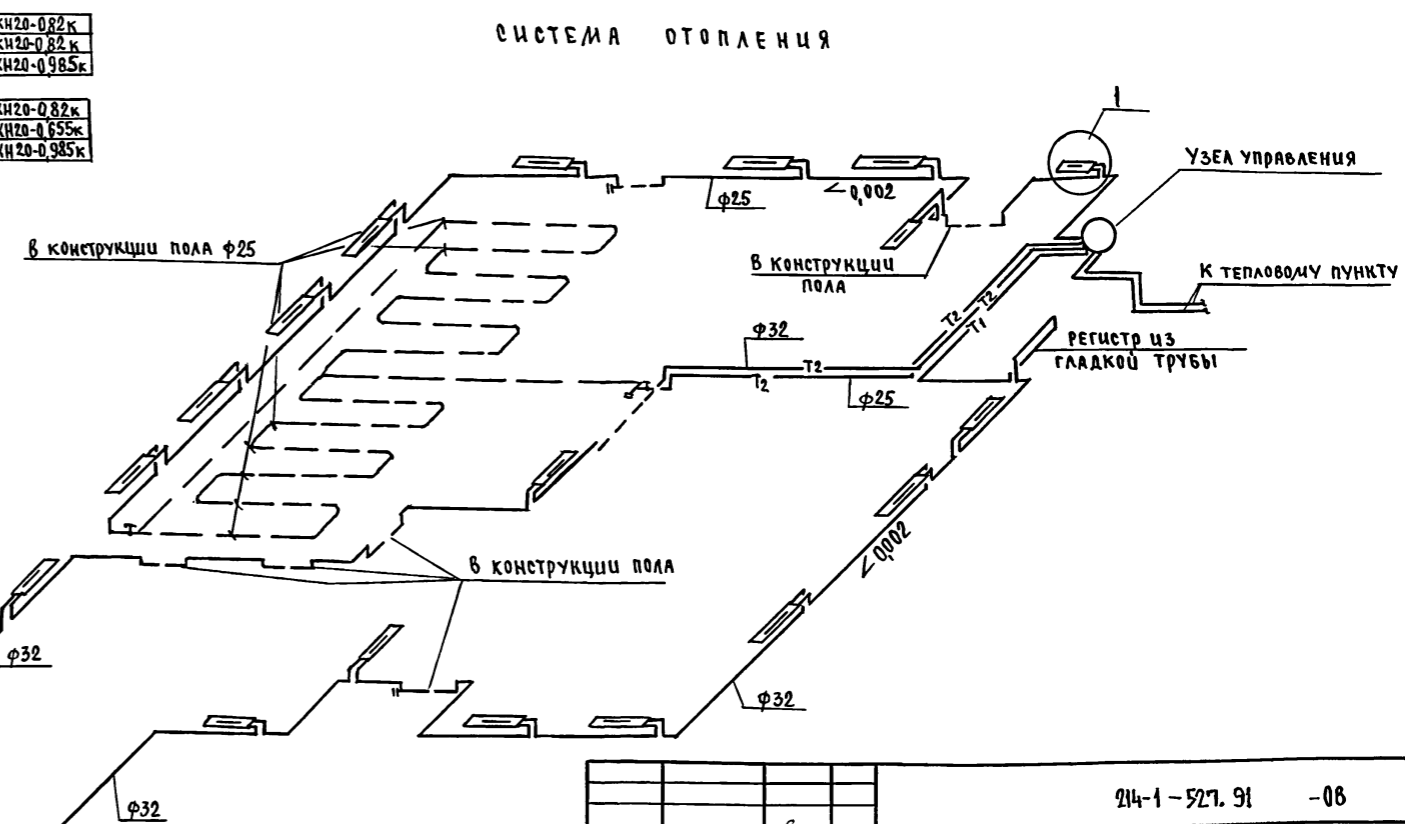 КН20-0,82к
КН20-0,82к
КН20-0,985к
КН20-0,82к
КН20-0,655к
КН20-0,985к
СИСТЕМА ОТОПЛЕНИЯ
1
УЗЕЛ УПРАВЛЕНИЯ
ф25
0,002
В КОНСТРУКЦИИ ПОЛА ф25
В КОНСТРУКЦИИ
ПОЛА
К ТЕПЛОВОМУ ПУНКТУ
Т2
Т2
Т1
ф32
Т2
Т2
ф25
РЕГИСТР ИЗ
ГЛАДКОЙ ТРУБЫ
0,002
В КОНСТРУКЦИИ ПОЛА
ф32
ф32
ф32
214-1-527.91 -ОВ